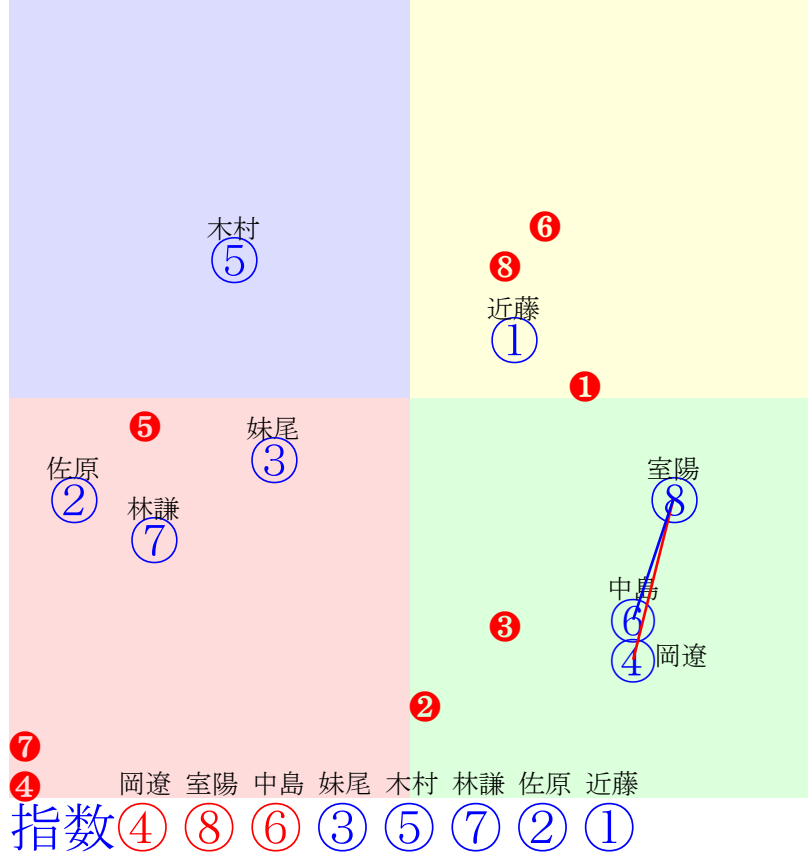 木村
⑤
❻
❽
近藤
①
❶
❺
妹尾
③
佐原
②
林謙
⑦
室陽
⑧
中島
⑥
❸
④ 岡遼
❷
❼
❹
岡遼 室陽 中島 妹尾 木村 林謙 佐原 近藤
指数④⑧⑥③⑤⑦②①